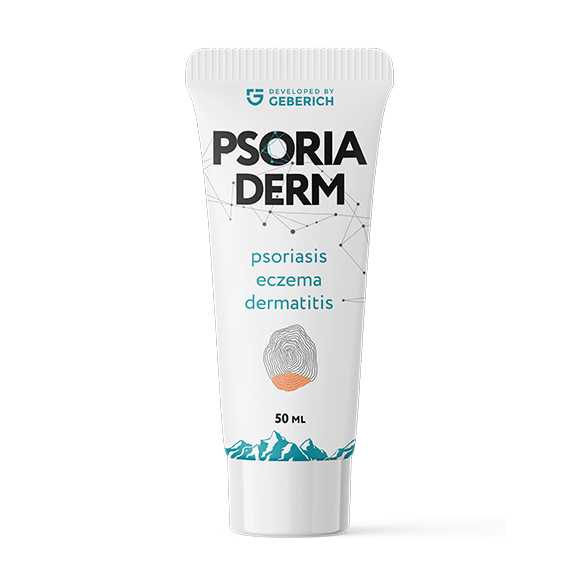 DEVELOPED BY
GEBERICH
PSORIA
DERM
psoriasis
eczema
dermatitis
50 ML